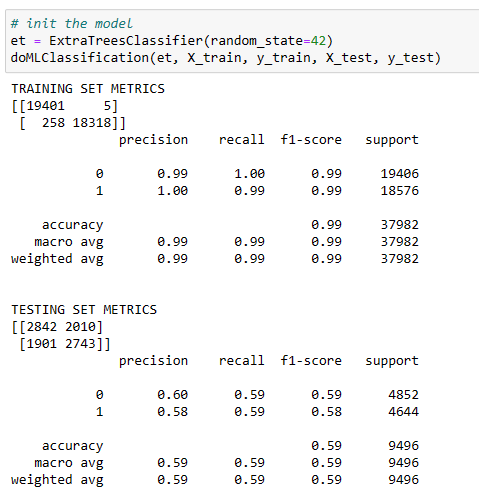 # init the model
et = ExtraTreesClassifier(random_state=42)
doMLClassification(et, X_train, y_train, X_test, y_test)
TRAINING SET METRICS
[[19401     5]
 [  258 18318]]
              precision    recall  f1-score   support

           0       0.99      1.00      0.99     19406
           1       1.00      0.99      0.99     18576

    accuracy                           0.99     37982
   macro avg       0.99      0.99      0.99     37982
weighted avg       0.99      0.99      0.99     37982

TESTING SET METRICS
[[2842 2010]
 [1901 2743]]
              precision    recall  f1-score   support

           0       0.60      0.59      0.59      4852
           1       0.58      0.59      0.58      4644

    accuracy                           0.59      9496
   macro avg       0.59      0.59      0.59      9496
weighted avg       0.59      0.59      0.59      9496